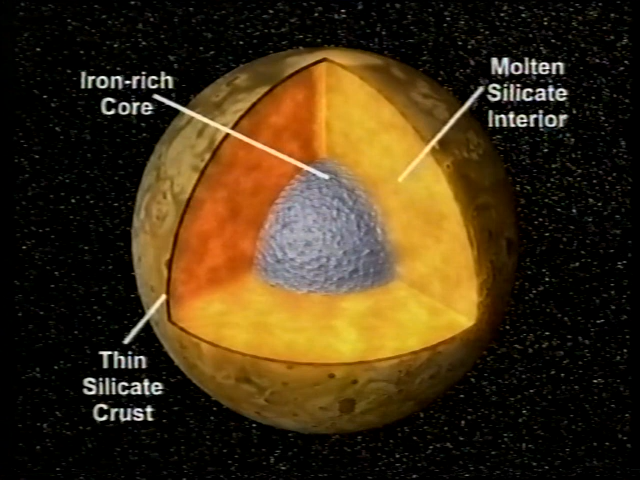 Iron-rich
Core
Molten
Silicate
Interior
Thin
Silicate
Crust